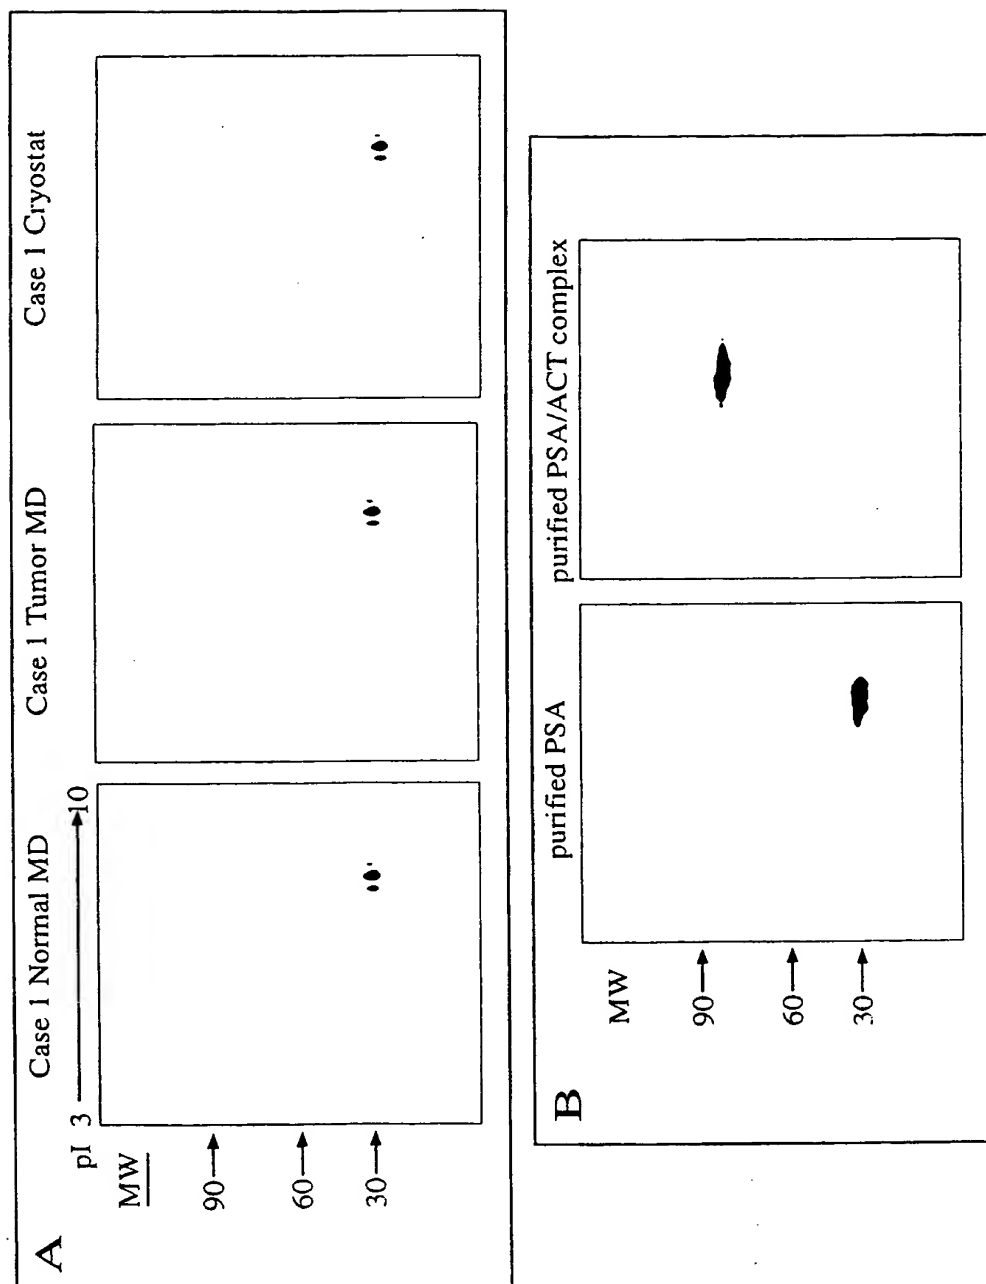 A
Case 1 Normal MD
Case 1 Tumor MD
Case 1 Cryostat
pI 3 10
MW
90
60
30
B
purified PSA
purified PSA/ACT complex
MW
90
60
30